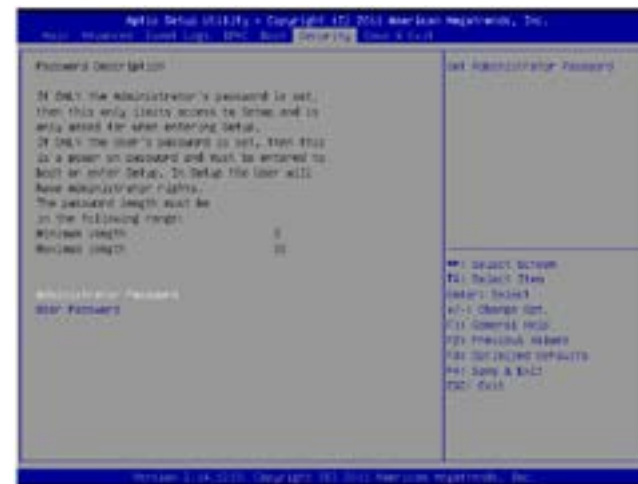 Aptio Setup Utility - Copyright (C) 2011 American Megatrends, Inc.
Main Advanced Event Logs IPMI Boot Security Save & Exit
Password Description
If ONLY the Administrator's password is set,
then this only limits access to Setup and is
only asked for when entering Setup.
If ONLY the User's password is set, then this
is a power on password and must be entered to
boot or enter Setup. In Setup the User will
have Administrator rights.
The password length must be
in the following range:
Minimum length
Maximum length
Administrator Password
User Password
Set Administrator Password
Select Screen
Select Item
Enter: Select
+/-: Change Opt.
F1: General Help
F2: Previous Values
F3: Optimized Defaults
F4: Save & Exit
ESC: Exit
Version Copyright (C) 2011 American Megatrends, Inc.